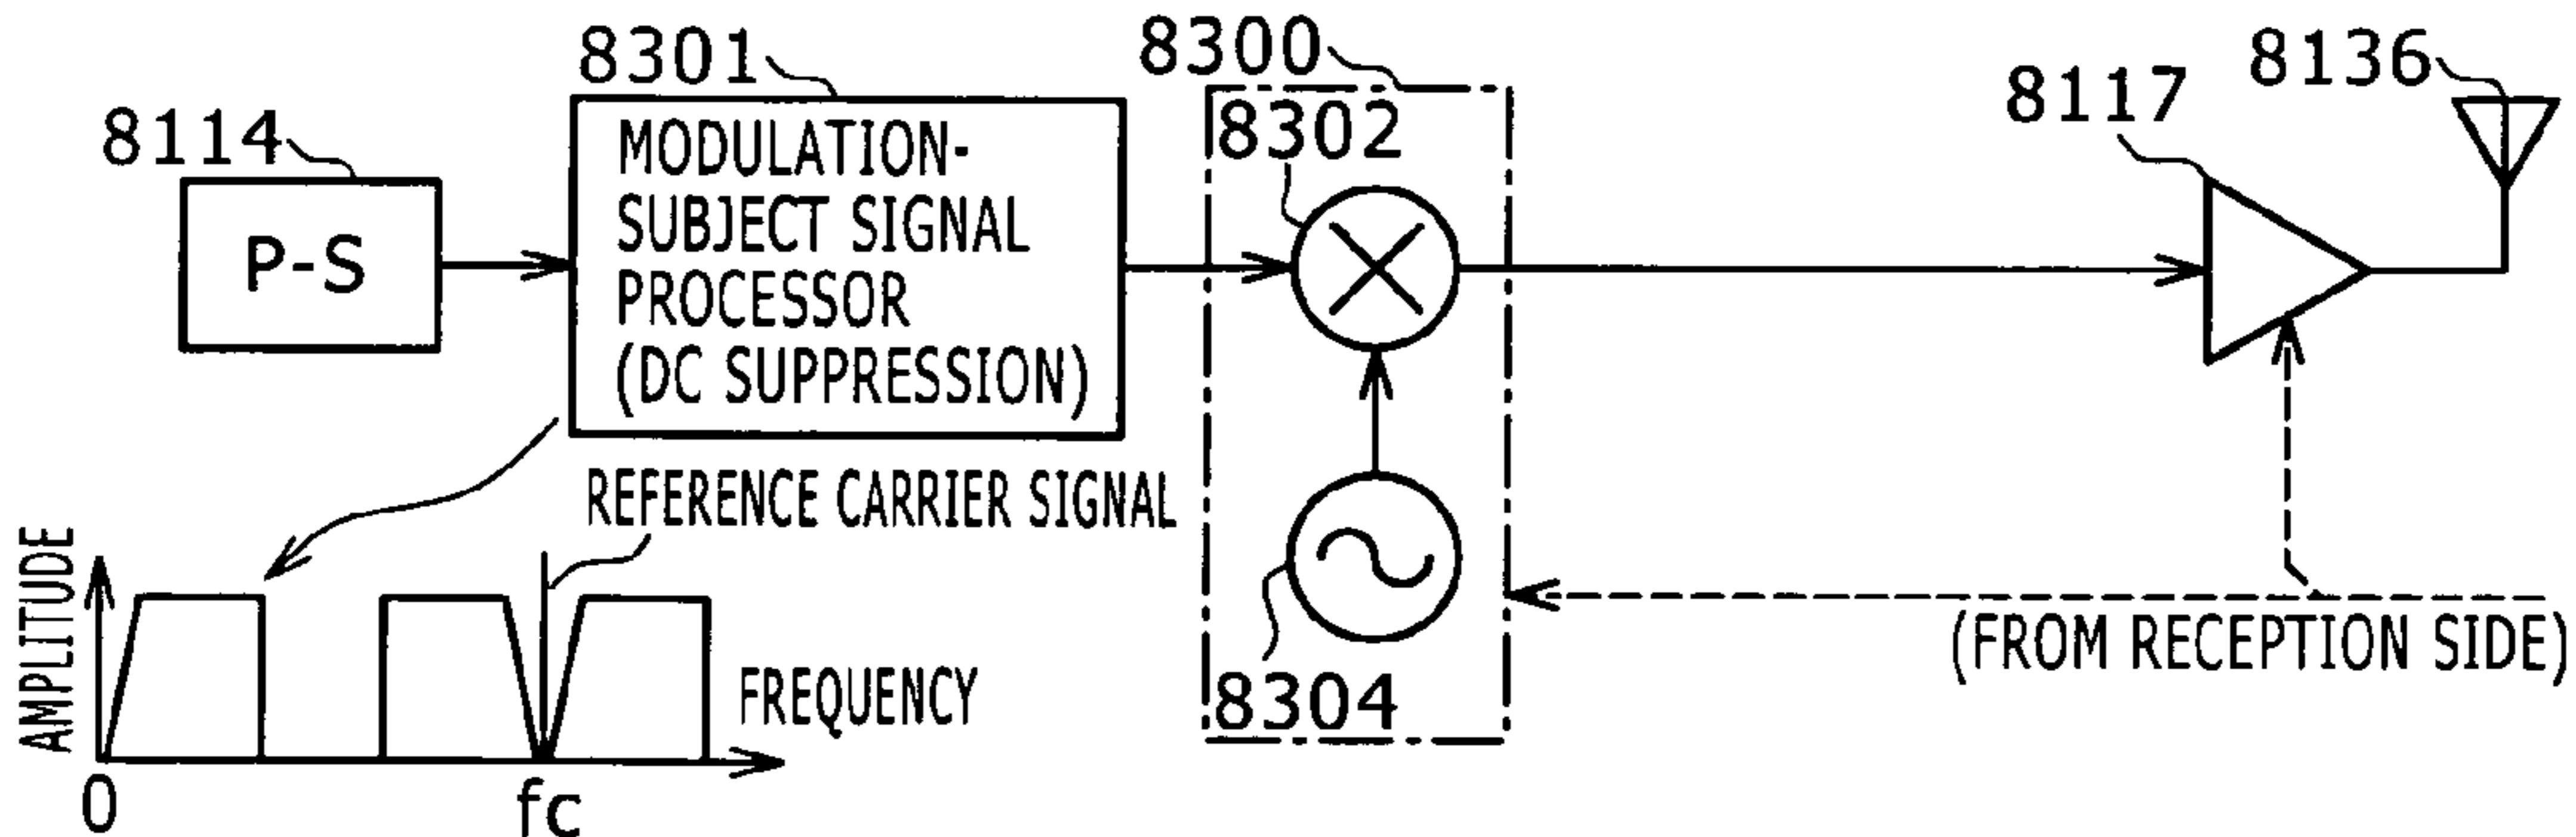 8300
8301
8136
8117
8114
8302
MODULATION-
SUBJECT SIGNAL
PROCESSOR
(DC SUPPRESSION)
P-S
REFERENCE CARRIER SIGNAL
AMPLITUDE
FREQUENCY
(FROM RECEPTION SIDE)
8304
0
fc